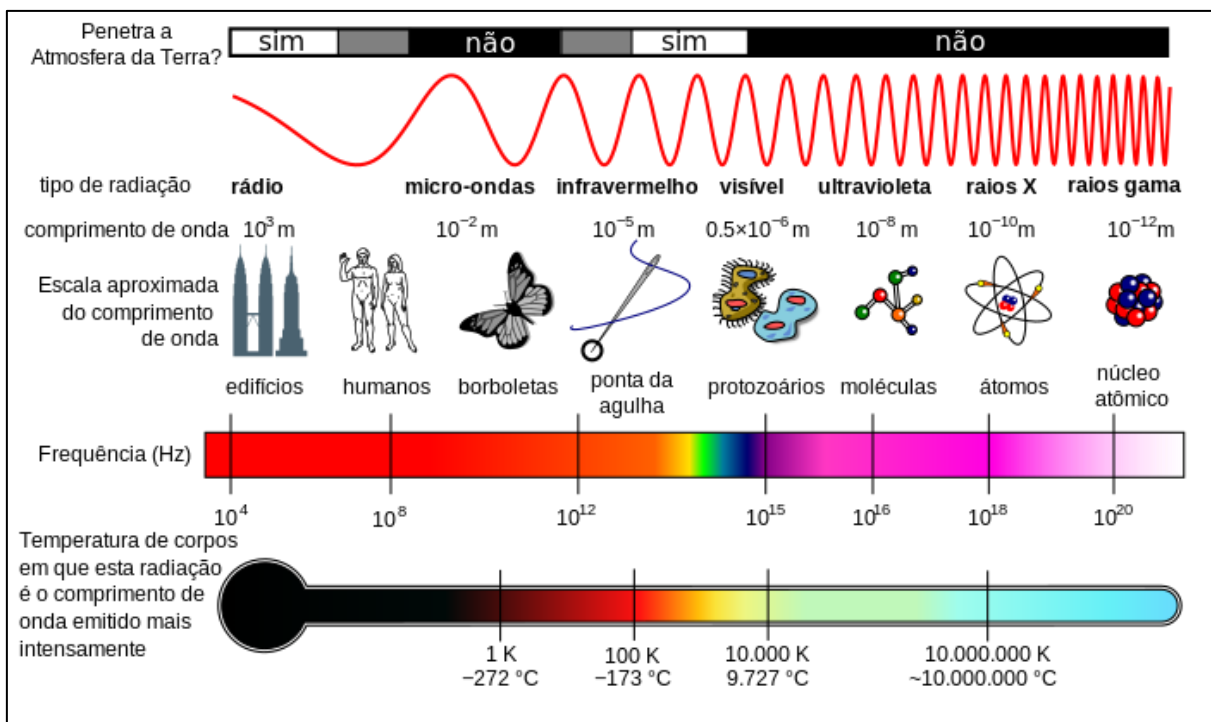 Penetra a
Atmosfera da Terra?
sim não sim não
tipo de radiação rádio micro-ondas infravermelho visível ultravioleta raios X raios gama
comprimento de onda 10³ m 10⁻² m 10⁻⁵ m 0.5×10⁻⁶ m 10⁻⁸ m 10⁻¹⁰ m 10⁻¹² m
Escala aproximada
do comprimento
de onda
edifícios humanos borboletas ponta da
agulha protozoários moléculas átomos núcleo
atômico
Frequência (Hz)
10⁴ 10⁸ 10¹² 10¹⁵ 10¹⁶ 10¹⁸ 10²⁰
Temperatura de corpos
em que esta radiação
é o comprimento de
onda emitido mais
intensamente
1 K 100 K 10.000 K 10.000.000 K
−272 °C −173 °C 9.727 °C ~10.000.000 °C